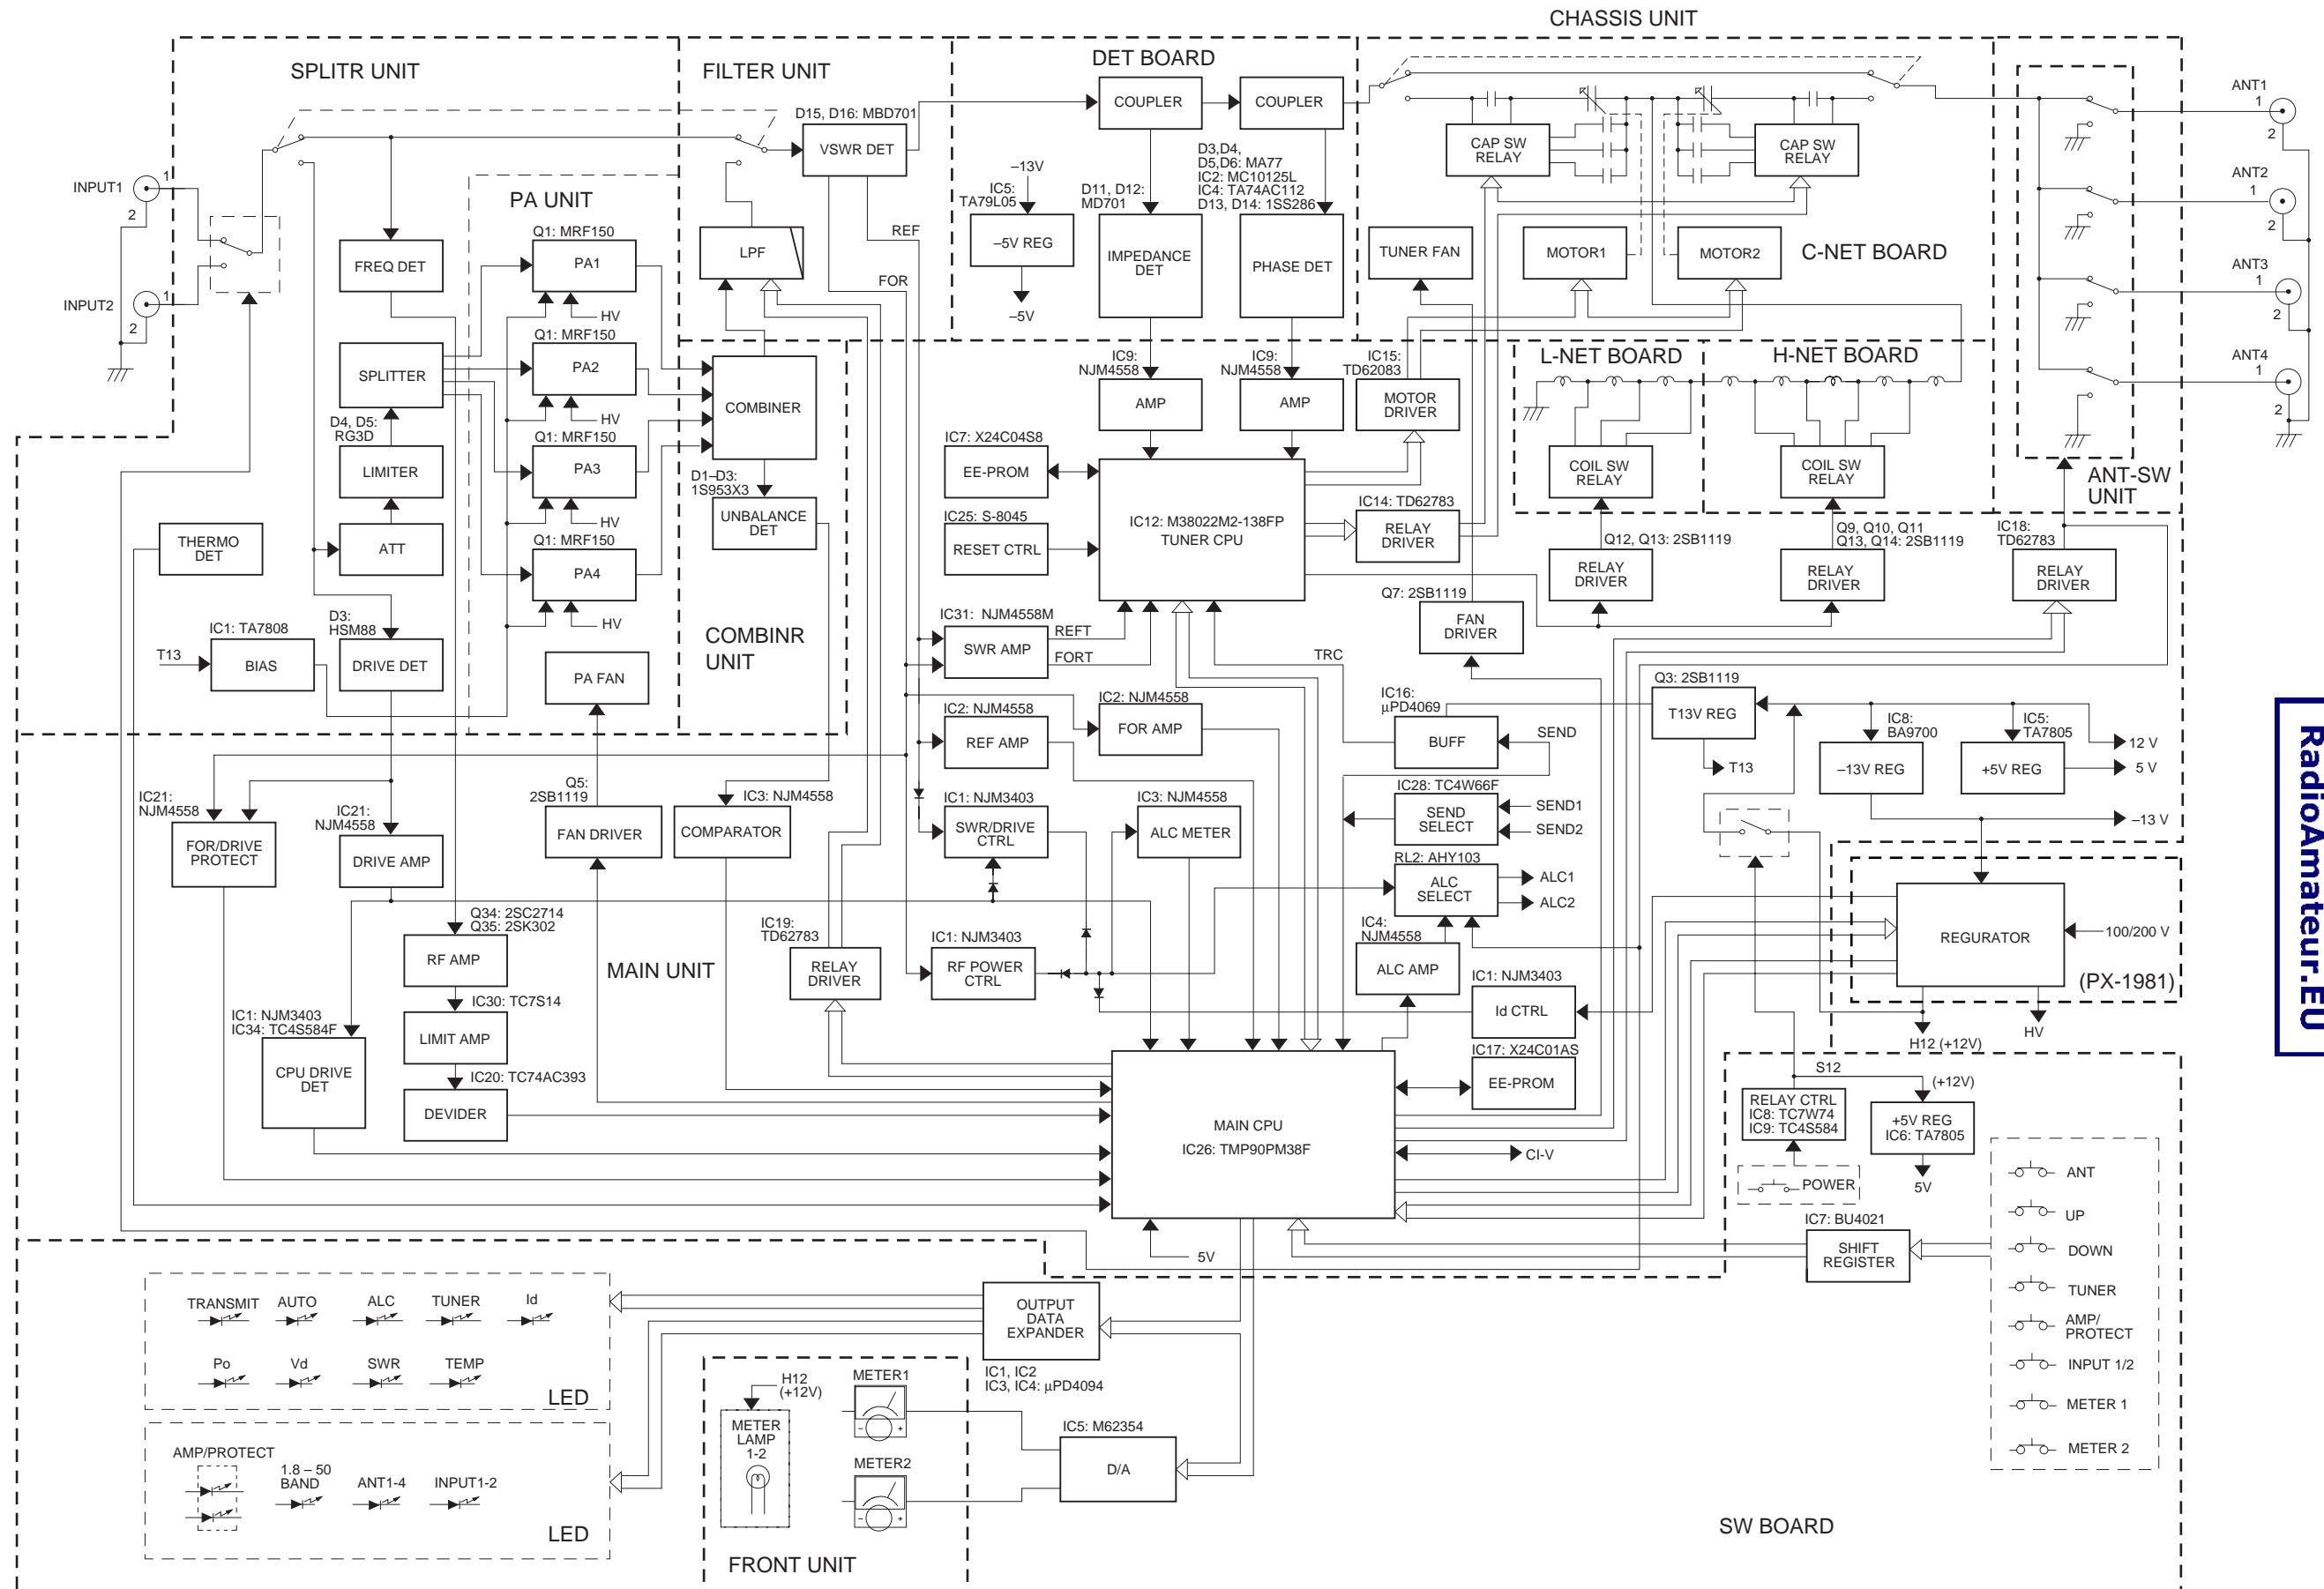 CHASSIS UNIT
SPLITR UNIT
FILTER UNIT
DET BOARD
D15, D16: MBD701
VSWR DET
COUPLER
COUPLER
CAP SW
RELAY
CAP SW
RELAY
ANT1
1
2
ANT2
1
2
ANT3
1
2
ANT4
1
2
INPUT1
1
2
INPUT2
1
2
PA UNIT
Q1: MRF150
PA1
HV
Q1: MRF150
PA2
HV
Q1: MRF150
PA3
HV
Q1: MRF150
PA4
HV
FREQ DET
SPLITTER
D4, D5:
RG3D
LIMITER
ATT
THERMO
DET
D3:
HSM88
DRIVE DET
IC1: TA7808
T13
BIAS
PA FAN
LPF
REF
FOR
COMBINER
D1–D3:
1S953X3
UNBALANCE
DET
COMBINR
UNIT
–13V
IC5:
TA79L05
–5V REG
–5V
D11, D12:
MD701
IMPEDANCE
DET
D3,D4,
D5,D6: MA77
IC2: MC10125L
IC4: TA74AC112
D13, D14: 1SS286
PHASE DET
TUNER FAN
MOTOR1
MOTOR2
C-NET BOARD
IC9:
NJM4558
AMP
IC9:
NJM4558
AMP
IC15:
TD62083
MOTOR
DRIVER
L-NET BOARD
H-NET BOARD
COIL SW
RELAY
COIL SW
RELAY
ANT-SW
UNIT
IC7: X24C04S8
EE-PROM
IC25: S-8045
RESET CTRL
IC12: M38022M2-138FP
TUNER CPU
IC14: TD62783
RELAY
DRIVER
Q12, Q13: 2SB1119
RELAY
DRIVER
Q9, Q10, Q11
Q13, Q14: 2SB1119
RELAY
DRIVER
IC18:
TD62783
RELAY
DRIVER
IC31: NJM4558M
SWR AMP
REFT
FORT
Q7: 2SB1119
FAN
DRIVER
TRC
IC2: NJM4558
REF AMP
IC2: NJM4558
FOR AMP
IC16:
µPD4069
BUFF
SEND
Q3: 2SB1119
T13V REG
T13
IC8:
BA9700
–13V REG
IC5:
TA7805
+5V REG
12 V
5 V
–13 V
IC21:
NJM4558
FOR/DRIVE
PROTECT
IC21:
NJM4558
DRIVE AMP
Q5:
2SB1119
FAN DRIVER
IC3: NJM4558
COMPARATOR
IC1: NJM3403
SWR/DRIVE
CTRL
IC3: NJM4558
ALC METER
IC28: TC4W66F
SEND
SELECT
SEND1
SEND2
RL2: AHY103
ALC
SELECT
ALC1
ALC2
IC4:
NJM4558
ALC AMP
Q34: 2SC2714
Q35: 2SK302
RF AMP
MAIN UNIT
IC19:
TD62783
RELAY
DRIVER
IC1: NJM3403
RF POWER
CTRL
IC1: NJM3403
Id CTRL
REGURATOR
100/200 V
(PX-1981)
H12 (+12V)
HV
IC30: TC7S14
LIMIT AMP
IC1: NJM3403
IC34: TC4S584F
CPU DRIVE
DET
IC20: TC74AC393
DEVIDER
MAIN CPU
IC26: TMP90PM38F
IC17: X24C01AS
EE-PROM
CI-V
5V
S12
(+12V)
RELAY CTRL
IC8: TC7W74
IC9: TC4S584
+5V REG
IC6: TA7805
POWER
5V
IC7: BU4021
SHIFT
REGISTER
ANT
UP
DOWN
TUNER
AMP/
PROTECT
INPUT 1/2
METER 1
METER 2
TRANSMIT
AUTO
ALC
TUNER
Id
Po
Vd
SWR
TEMP
LED
OUTPUT
DATA
EXPANDER
IC1, IC2
IC3, IC4: µPD4094
H12
(+12V)
METER
LAMP
1-2
METER1
- +
METER2
- +
IC5: M62354
D/A
AMP/PROTECT
1.8 – 50
BAND
ANT1-4
INPUT1-2
LED
FRONT UNIT
SW BOARD
RadioAmateur.EU